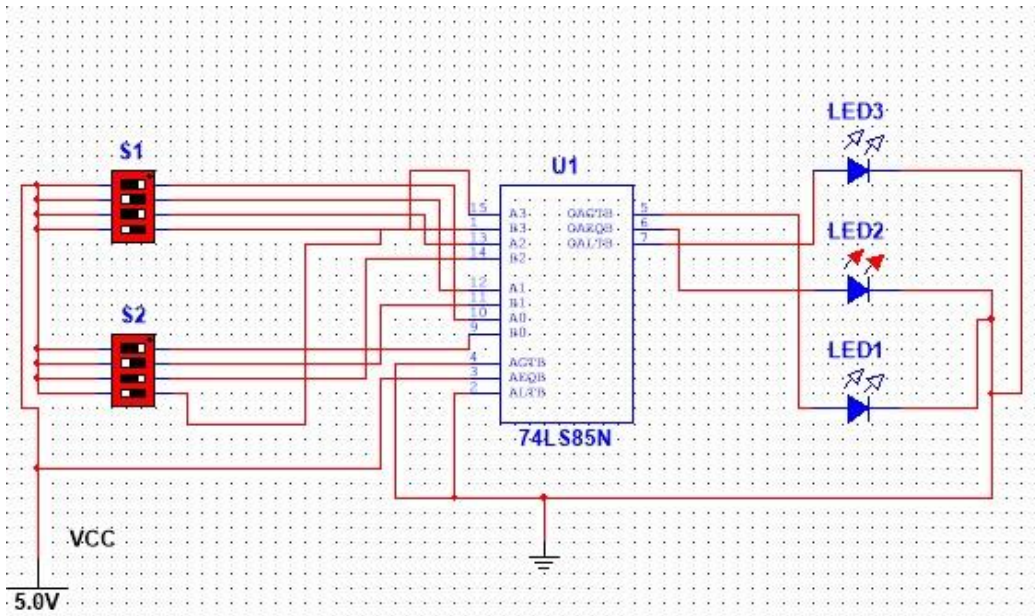 S1
S2
VCC
5.0V
U1
15 A3
1 B3
13 A2
14 B2
12 A1
11 B1
10 A0
9 B0
4 AGTB
3 AEQB
2 ALTB
OAGTB 5
OAEQB 6
OALTB 7
74LS85N
LED3
LED2
LED1